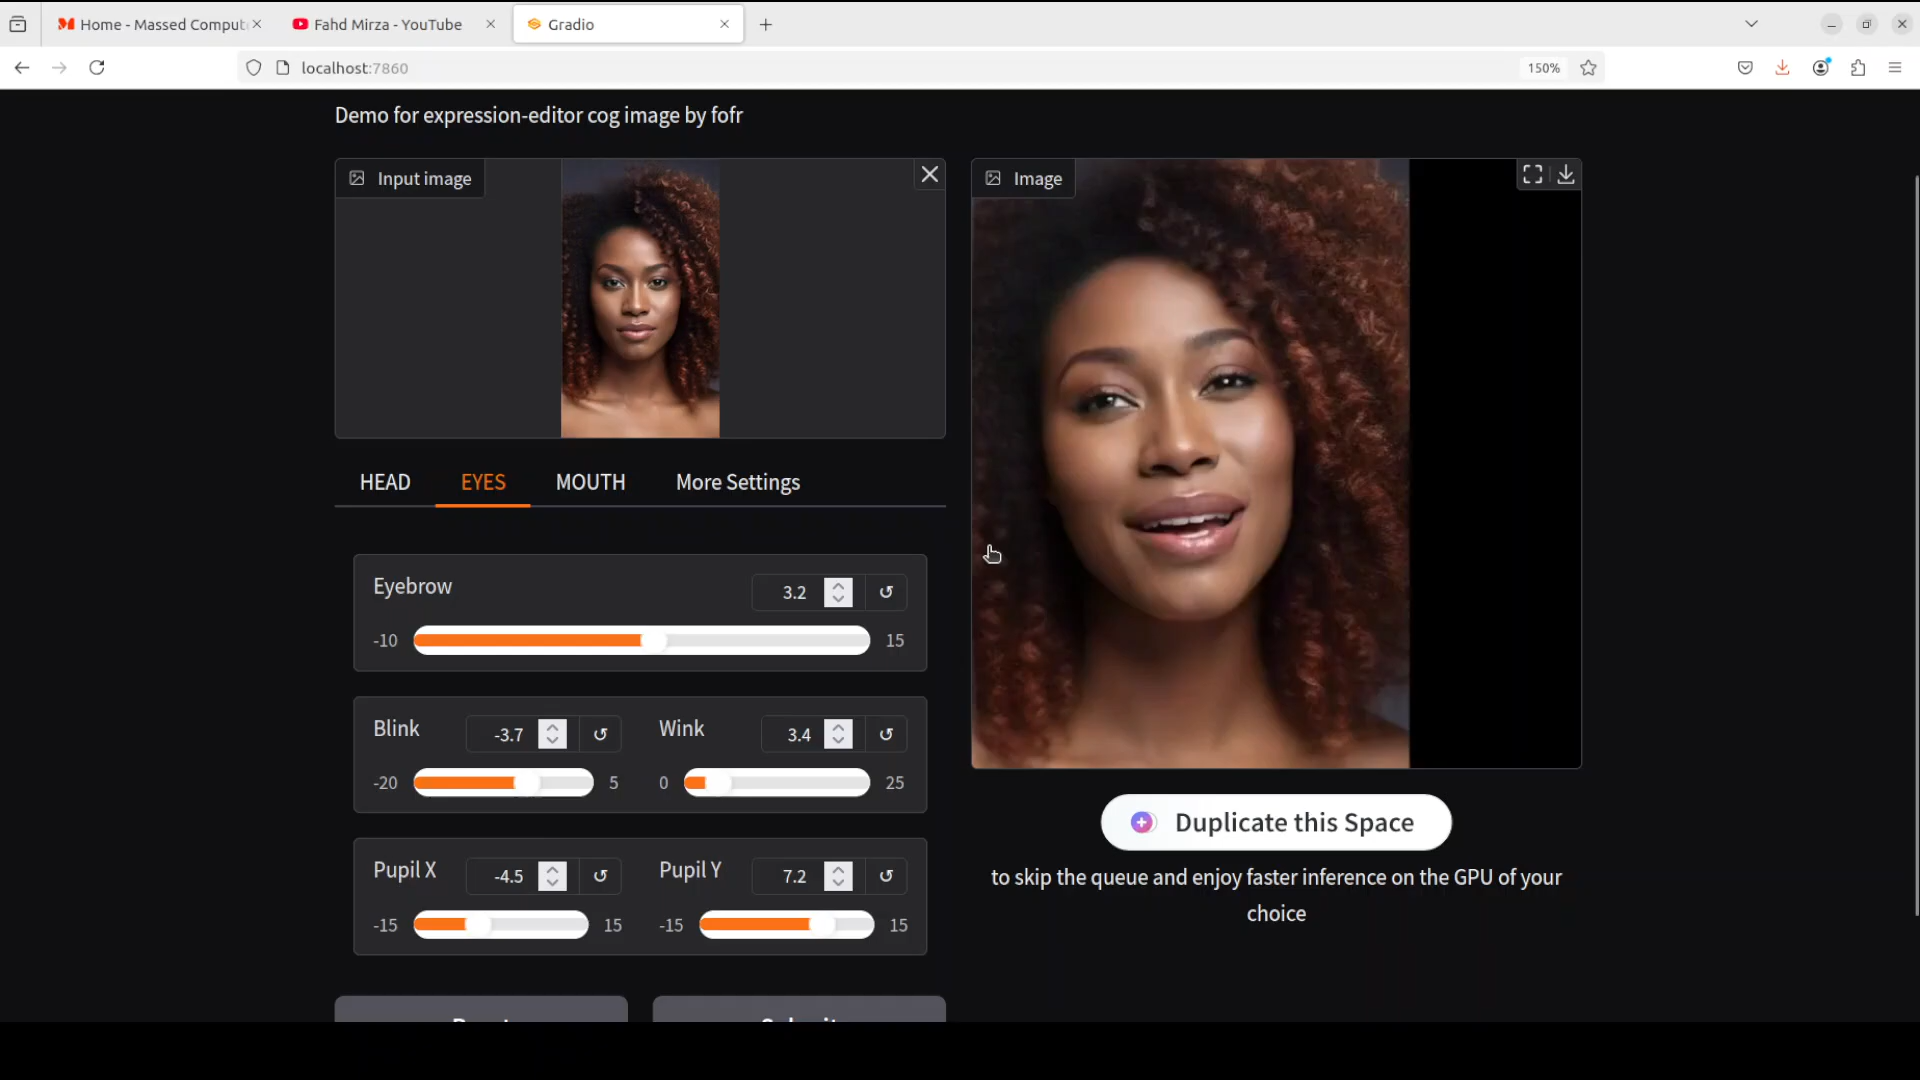 Home - Massed Comput
Fahd Mirza - YouTube
Gradio
localhost:7860
150%
Demo for expression-editor cog image by fofr
Input image
Image
HEAD
EYES
MOUTH
More Settings
Eyebrow
3.2
-10
15
Blink
-3.7
Wink
3.4
-20
5
0
25
Pupil X
-4.5
Pupil Y
7.2
-15
15
-15
15
Duplicate this Space
to skip the queue and enjoy faster inference on the GPU of your
choice